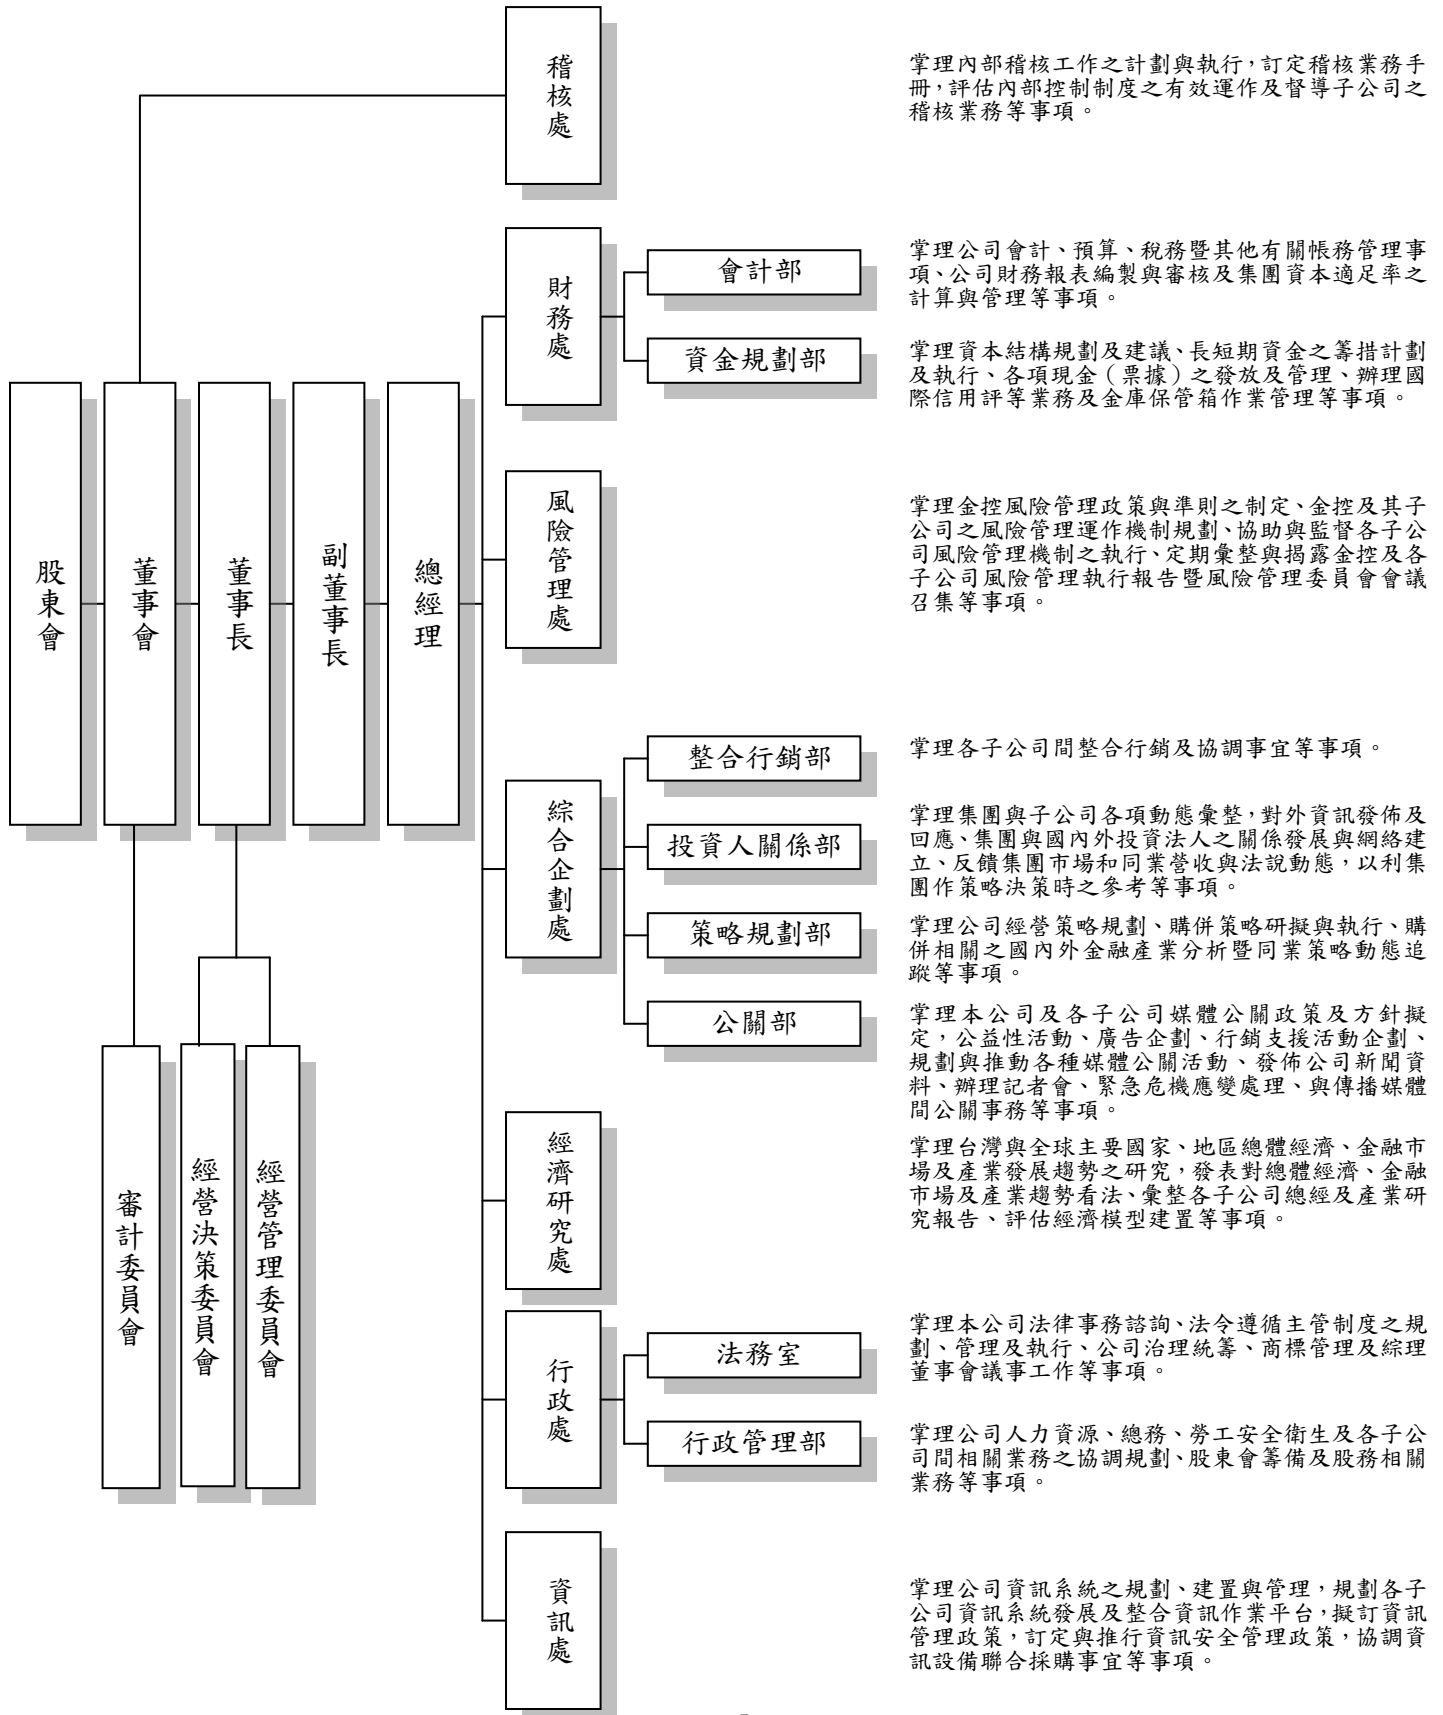 稽核處
掌理內部稽核工作之計劃與執行，訂定稽核業務手
冊，評估內部控制制度之有效運作及督導子公司之
稽核業務等事項。
財務處
會計部
掌理公司會計、預算、稅務暨其他有關帳務管理事
項、公司財務報表編製與審核及集團資本適足率之
計算與管理等事項。
資金規劃部
掌理資本結構規劃及建議、長短期資金之籌措計劃
及執行、各項現金（票據）之發放及管理、辦理國
際信用評等業務及金庫保管箱作業管理等事項。
股東會
董事會
董事長
副董事長
總經理
風險管理處
掌理金控風險管理政策與準則之制定、金控及其子
公司之風險管理運作機制規劃、協助與監督各子公
司風險管理機制之執行、定期彙整與揭露金控及各
子公司風險管理執行報告暨風險管理委員會會議
召集等事項。
綜合企劃處
整合行銷部
掌理各子公司間整合行銷及協調事宜等事項。
投資人關係部
掌理集團與子公司各項動態彙整，對外資訊發佈及
回應、集團與國內外投資法人之關係發展與網絡建
立、反饋集團市場和同業營收與法說動態，以利集
團作策略決策時之參考等事項。
策略規劃部
掌理公司經營策略規劃、購併策略研擬與執行、購
併相關之國內外金融產業分析暨同業策略動態追
蹤等事項。
公關部
掌理本公司及各子公司媒體公關政策及方針擬
定，公益性活動、廣告企劃、行銷支援活動企劃、
規劃與推動各種媒體公關活動、發佈公司新聞資
料、辦理記者會、緊急危機應變處理、與傳播媒體
間公關事務等事項。
審計委員會
經營決策委員會
經營管理委員會
經濟研究處
掌理台灣與全球主要國家、地區總體經濟、金融市
場及產業發展趨勢之研究，發表對總體經濟、金融
市場及產業趨勢看法、彙整各子公司總經及產業研
究報告、評估經濟模型建置等事項。
行政處
法務室
掌理本公司法律事務諮詢、法令遵循主管制度之規
劃、管理及執行、公司治理統籌、商標管理及綜理
董事會議事工作等事項。
行政管理部
掌理公司人力資源、總務、勞工安全衛生及各子公
司間相關業務之協調規劃、股東會籌備及股務相關
業務等事項。
資訊處
掌理公司資訊系統之規劃、建置與管理，規劃各子
公司資訊系統發展及整合資訊作業平台，擬訂資訊
管理政策，訂定與推行資訊安全管理政策，協調資
訊設備聯合採購事宜等事項。